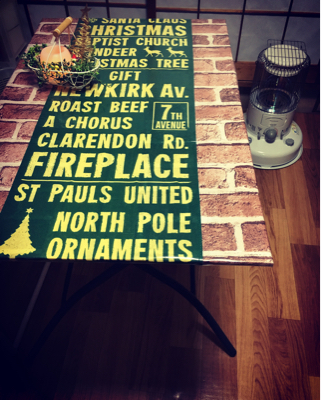 SANTA CLAUS
CHRISTMAS
BAPTIST CHURCH
REINDEER
CHRISTMAS TREE
GIFT
NEWKIRK AV.
ROAST BEEF
7TH AVENUE
A CHORUS
CLARENDON RD.
FIREPLACE
ST PAULS UNITED
NORTH POLE
ORNAMENTS